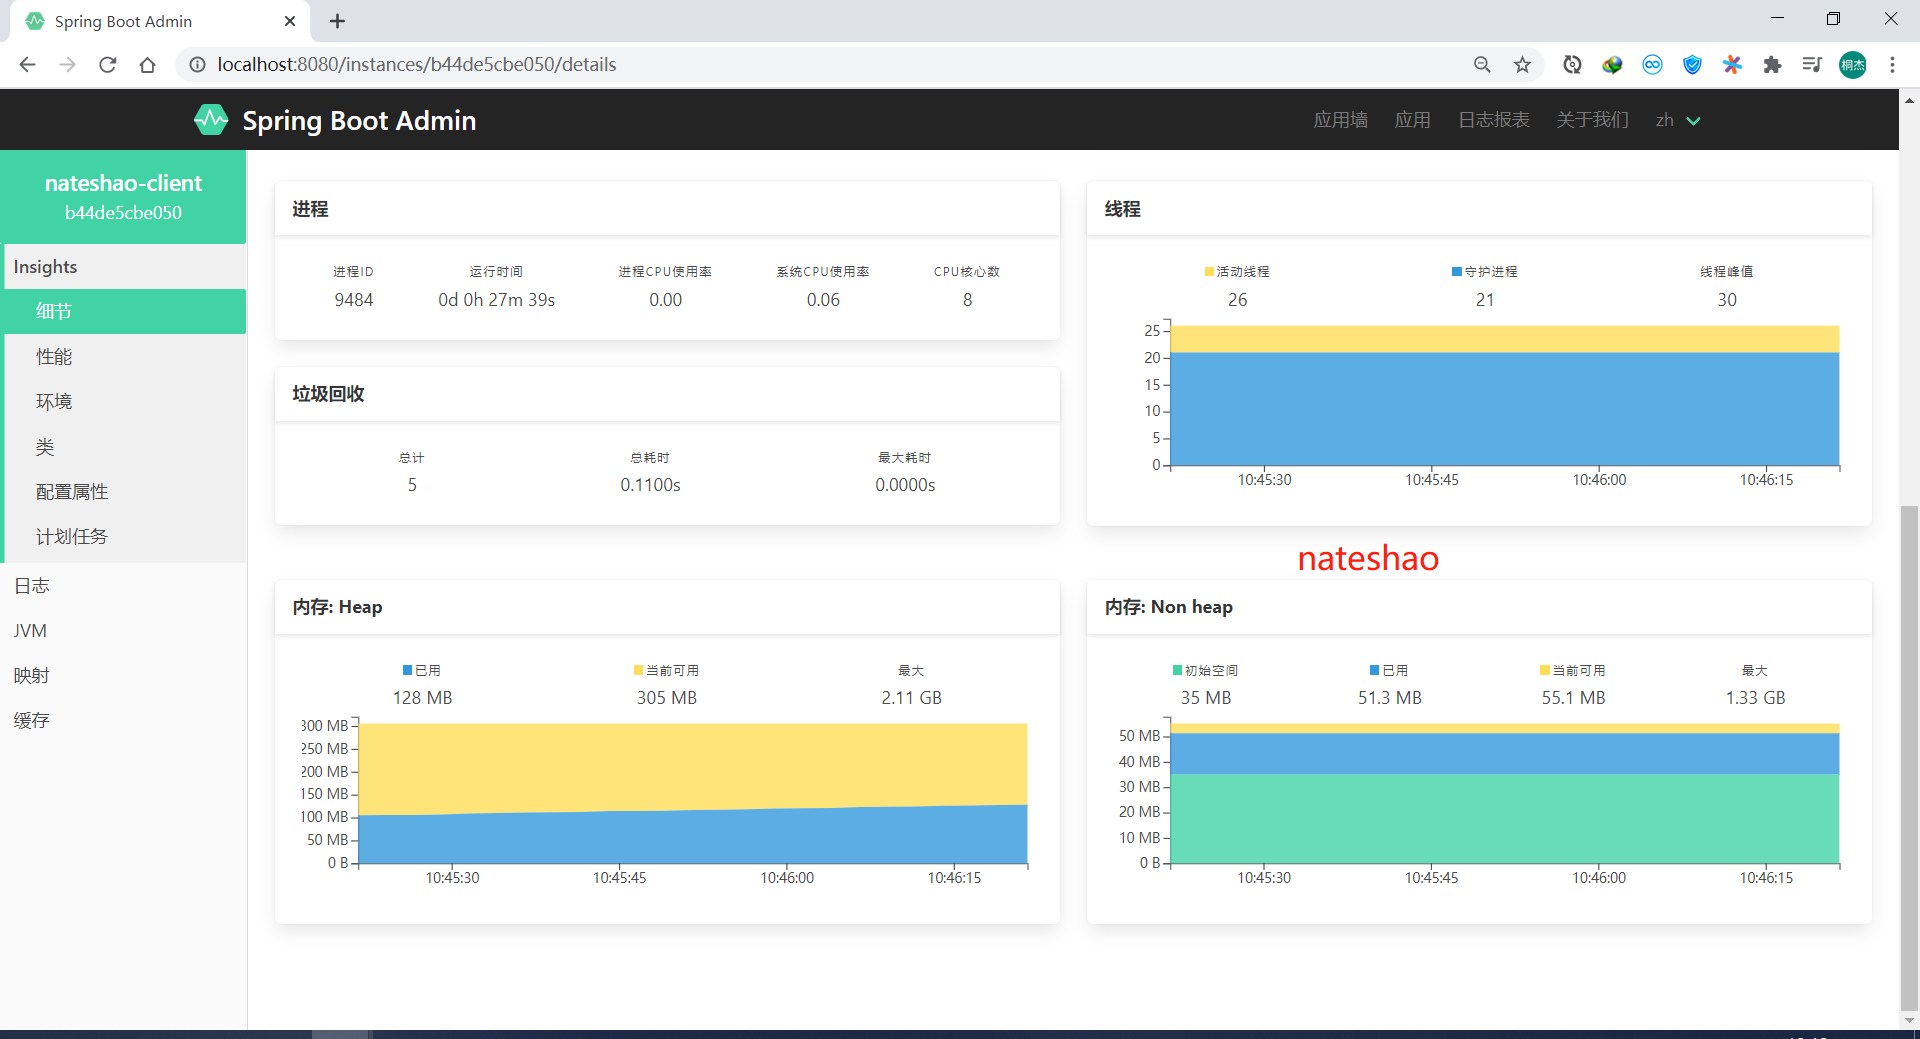 Spring Boot Admin
localhost:8080/instances/b44de5cbe050/details
桐杰
Spring Boot Admin
应用墙 应用 日志报表 关于我们 zh
nateshao-client
b44de5cbe050
Insights
细节
性能
环境
类
配置属性
计划任务
日志
JVM
映射
缓存
进程
进程ID 运行时间 进程CPU使用率 系统CPU使用率 CPU核心数
9484 0d 0h 27m 39s 0.00 0.06 8
线程
活动线程 守护进程 线程峰值
26 21 30
25
20
15
10
5
0
10:45:30 10:45:45 10:46:00 10:46:15
垃圾回收
总计 总耗时 最大耗时
5 0.1100s 0.0000s
nateshao
内存: Heap
已用 当前可用 最大
128 MB 305 MB 2.11 GB
300 MB
250 MB
200 MB
150 MB
100 MB
50 MB
0 B
10:45:30 10:45:45 10:46:00 10:46:15
内存: Non heap
初始空间 已用 当前可用 最大
35 MB 51.3 MB 55.1 MB 1.33 GB
50 MB
40 MB
30 MB
20 MB
10 MB
0 B
10:45:30 10:45:45 10:46:00 10:46:15